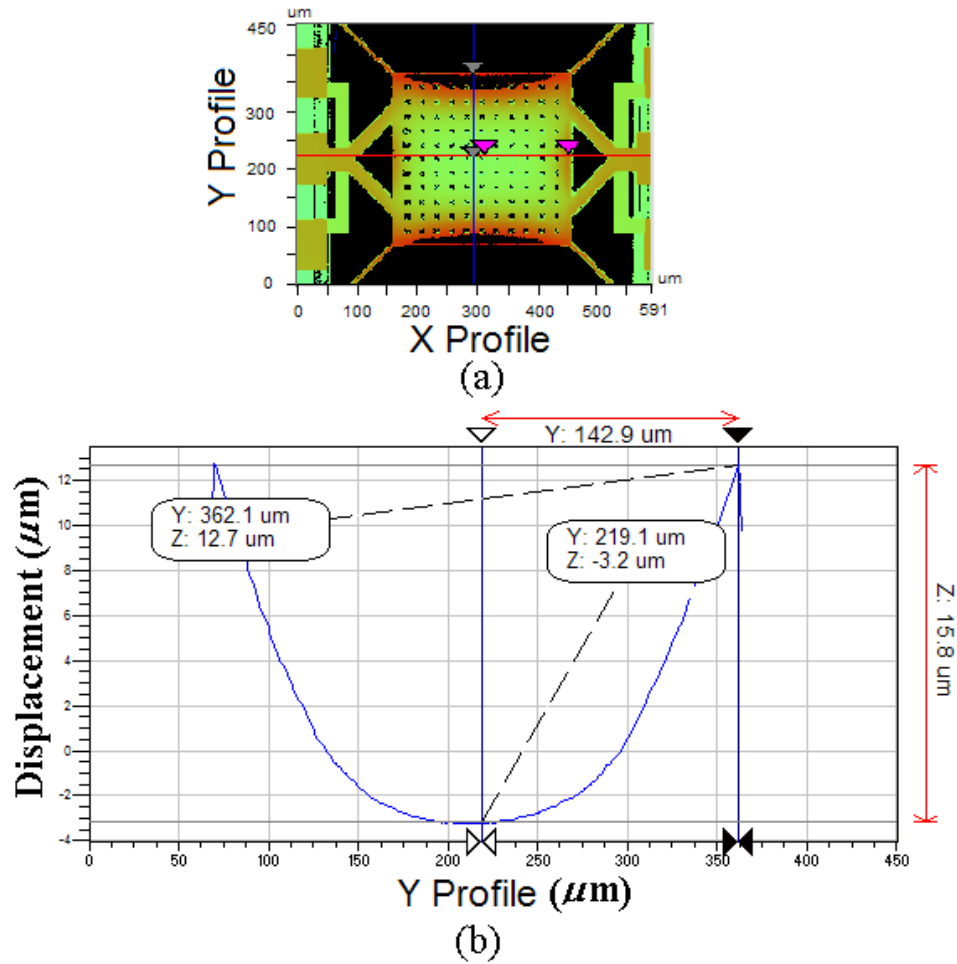 um
450
300
200
100
0
Y Profile
um
0 100 200 300 400 500 591
X Profile
(a)
Y: 142.9 um
12
10
8
6
4
2
0
-2
-4
Displacement (μm)
Y: 362.1 um
Z: 12.7 um
Y: 219.1 um
Z: -3.2 um
Z: 15.8 um
0 50 100 150 200 250 300 350 400 450
Y Profile (μm)
(b)